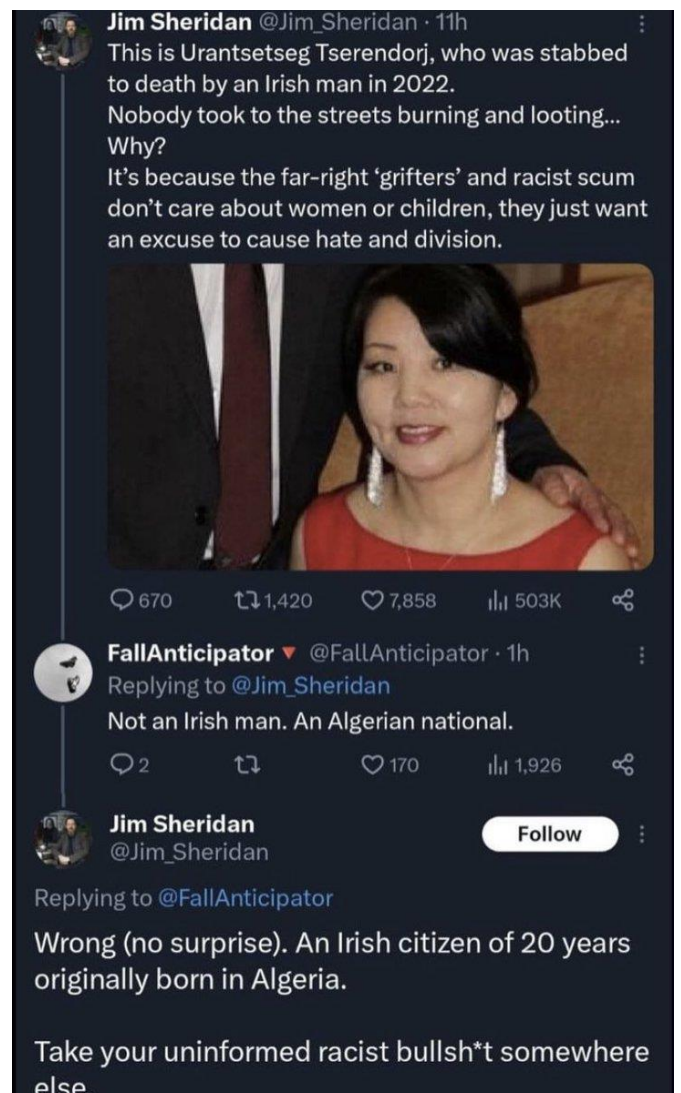 Jim Sheridan @Jim_Sheridan · 11h
This is Urantsetseg Tserendorj, who was stabbed
to death by an Irish man in 2022.
Nobody took to the streets burning and looting...
Why?
It's because the far-right 'grifters' and racist scum
don't care about women or children, they just want
an excuse to cause hate and division.
670 1,420 7,858 503K
FallAnticipator @FallAnticipator · 1h
Replying to @Jim_Sheridan
Not an Irish man. An Algerian national.
2 170 1,926
Jim Sheridan
Follow
@Jim_Sheridan
Replying to @FallAnticipator
Wrong (no surprise). An Irish citizen of 20 years
originally born in Algeria.
Take your uninformed racist bullsh*t somewhere
else